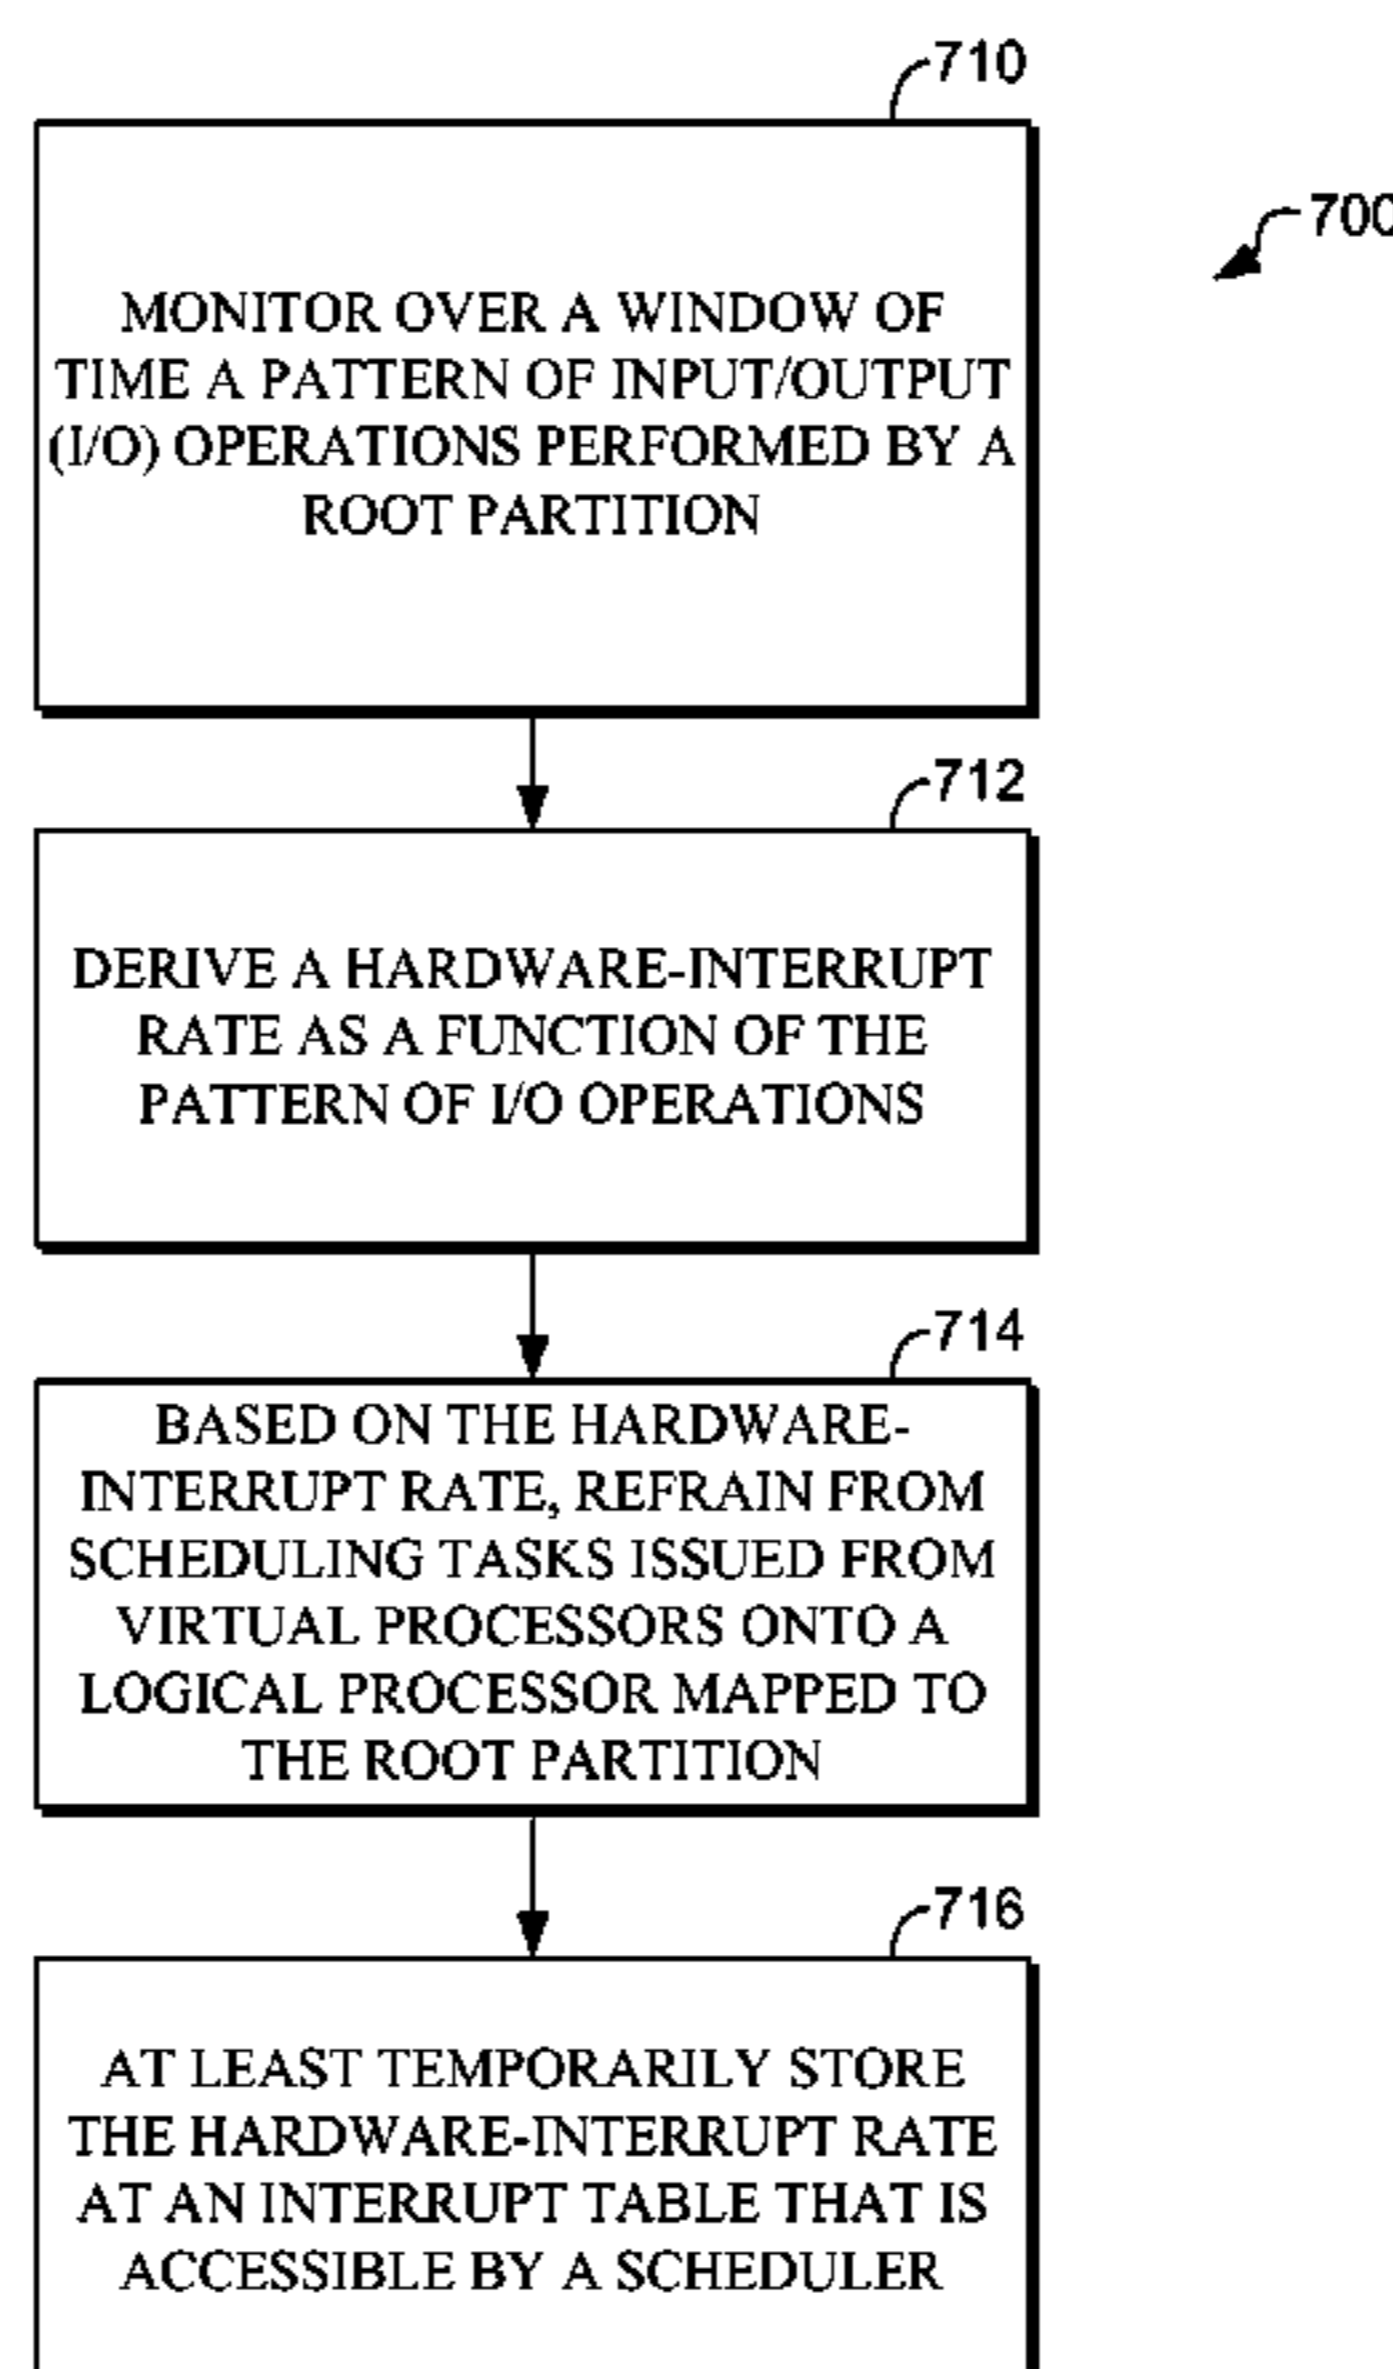 710
700
MONITOR OVER A WINDOW OF
TIME A PATTERN OF INPUT/OUTPUT
(I/O) OPERATIONS PERFORMED BY A
ROOT PARTITION
712
DERIVE A HARDWARE-INTERRUPT
RATE AS A FUNCTION OF THE
PATTERN OF I/O OPERATIONS
714
BASED ON THE HARDWARE-
INTERRUPT RATE, REFRAIN FROM
SCHEDULING TASKS ISSUED FROM
VIRTUAL PROCESSORS ONTO A
LOGICAL PROCESSOR MAPPED TO
THE ROOT PARTITION
716
AT LEAST TEMPORARILY STORE
THE HARDWARE-INTERRUPT RATE
AT AN INTERRUPT TABLE THAT IS
ACCESSIBLE BY A SCHEDULER